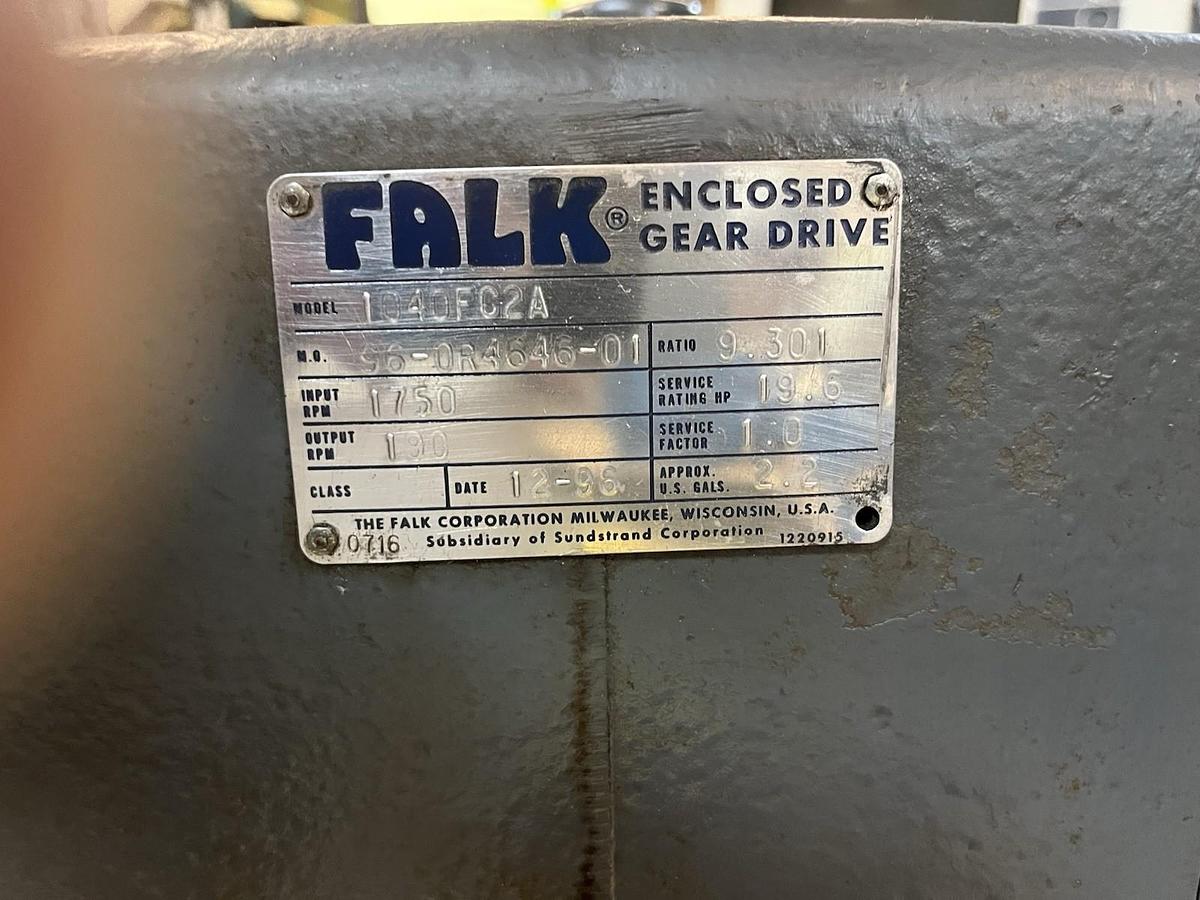 FALK® ENCLOSED GEAR DRIVE
MODEL 1040FC2A
M.O. 96-0R4646-01 RATIO 9.301
INPUT RPM 1750 SERVICE RATING HP 19.6
OUTPUT RPM 190 SERVICE FACTOR 1.0
CLASS DATE 12-96 APPROX. U.S. GALS. 2.2
THE FALK CORPORATION MILWAUKEE, WISCONSIN, U.S.A.
0716 Subsidiary of Sundstrand Corporation 1220915